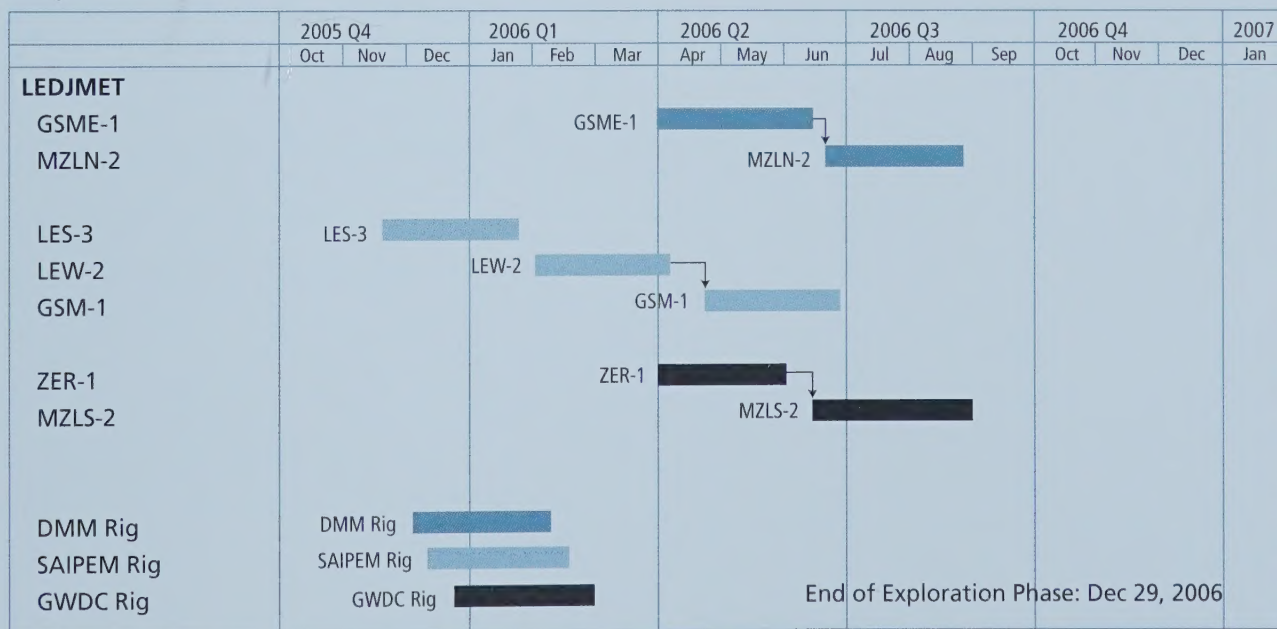 2005 Q4 2006 Q1 2006 Q2 2006 Q3 2006 Q4 2007
Oct Nov Dec Jan Feb Mar Apr May Jun Jul Aug Sep Oct Nov Dec Jan
LEDJMET
GSME-1 GSME-1
MZLN-2 MZLN-2
LES-3 LES-3
LEW-2 LEW-2
GSM-1 GSM-1
ZER-1 ZER-1
MZLS-2 MZLS-2
DMM Rig DMM Rig
SAIPEM Rig SAIPEM Rig
GWDC Rig GWDC Rig
End of Exploration Phase: Dec 29, 2006